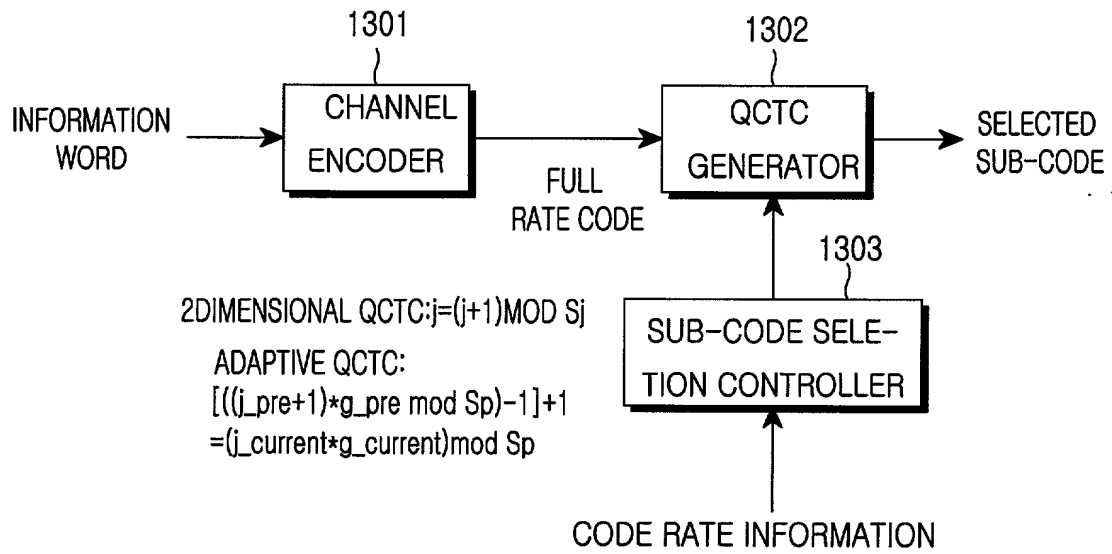 1301
1302
INFORMATION
WORD
CHANNEL
ENCODER
FULL
RATE CODE
QCTC
GENERATOR
SELECTED
SUB-CODE
1303
2DIMENSIONAL QCTC:j=(j+1)MOD Sj
ADAPTIVE QCTC:
[((j_pre+1)*g_pre mod Sp)-1]+1
=(j_current*g_current)mod Sp
SUB-CODE SELE-
TION CONTROLLER
CODE RATE INFORMATION